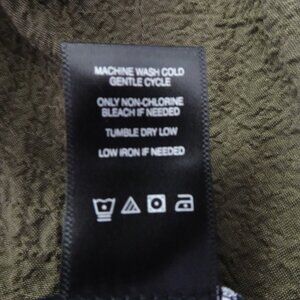 MACHINE WASH COLD
GENTLE CYCLE
ONLY NON-CHLORINE
BLEACH IF NEEDED
TUMBLE DRY LOW
LOW IRON IF NEEDED